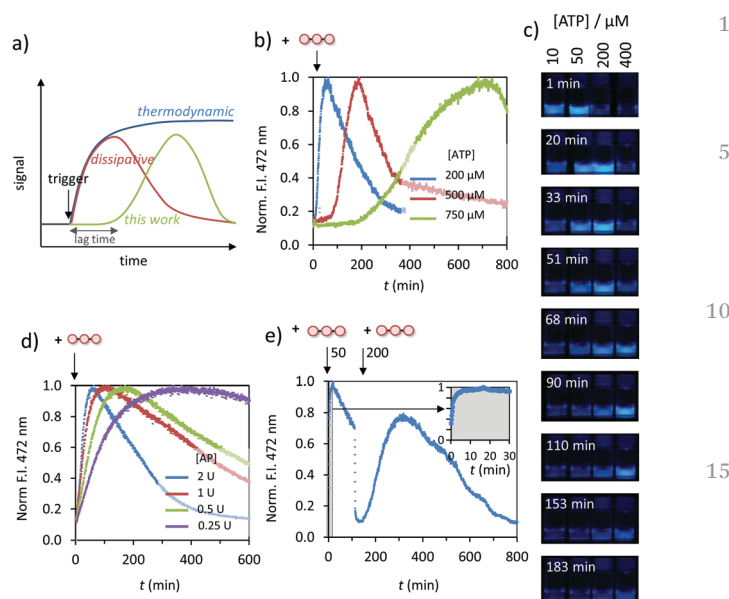 a)
thermodynamic
dissipative
trigger
this work
lag time
signal
time
b)
+
Norm. F.I. 472 nm
1.0
0.8
0.6
0.4
0.2
0.0
[ATP]
200 μM
500 μM
750 μM
0 200 400 600 800
t (min)
c)
[ATP] / μM
10 50 200 400
1 min
20 min
33 min
51 min
68 min
90 min
110 min
153 min
183 min
d)
+
Norm F.I. 472 nm
1.0
0.8
0.6
0.4
0.2
0.0
[AP]
2 U
1 U
0.5 U
0.25 U
0 200 400 600
t (min)
e)
+ +
50 200
Norm F.I. 472 nm
1.0
0.8
0.6
0.4
0.2
0.0
1
0
0 10 20 30
t (min)
0 200 400 600 800
t (min)
1
5
10
15